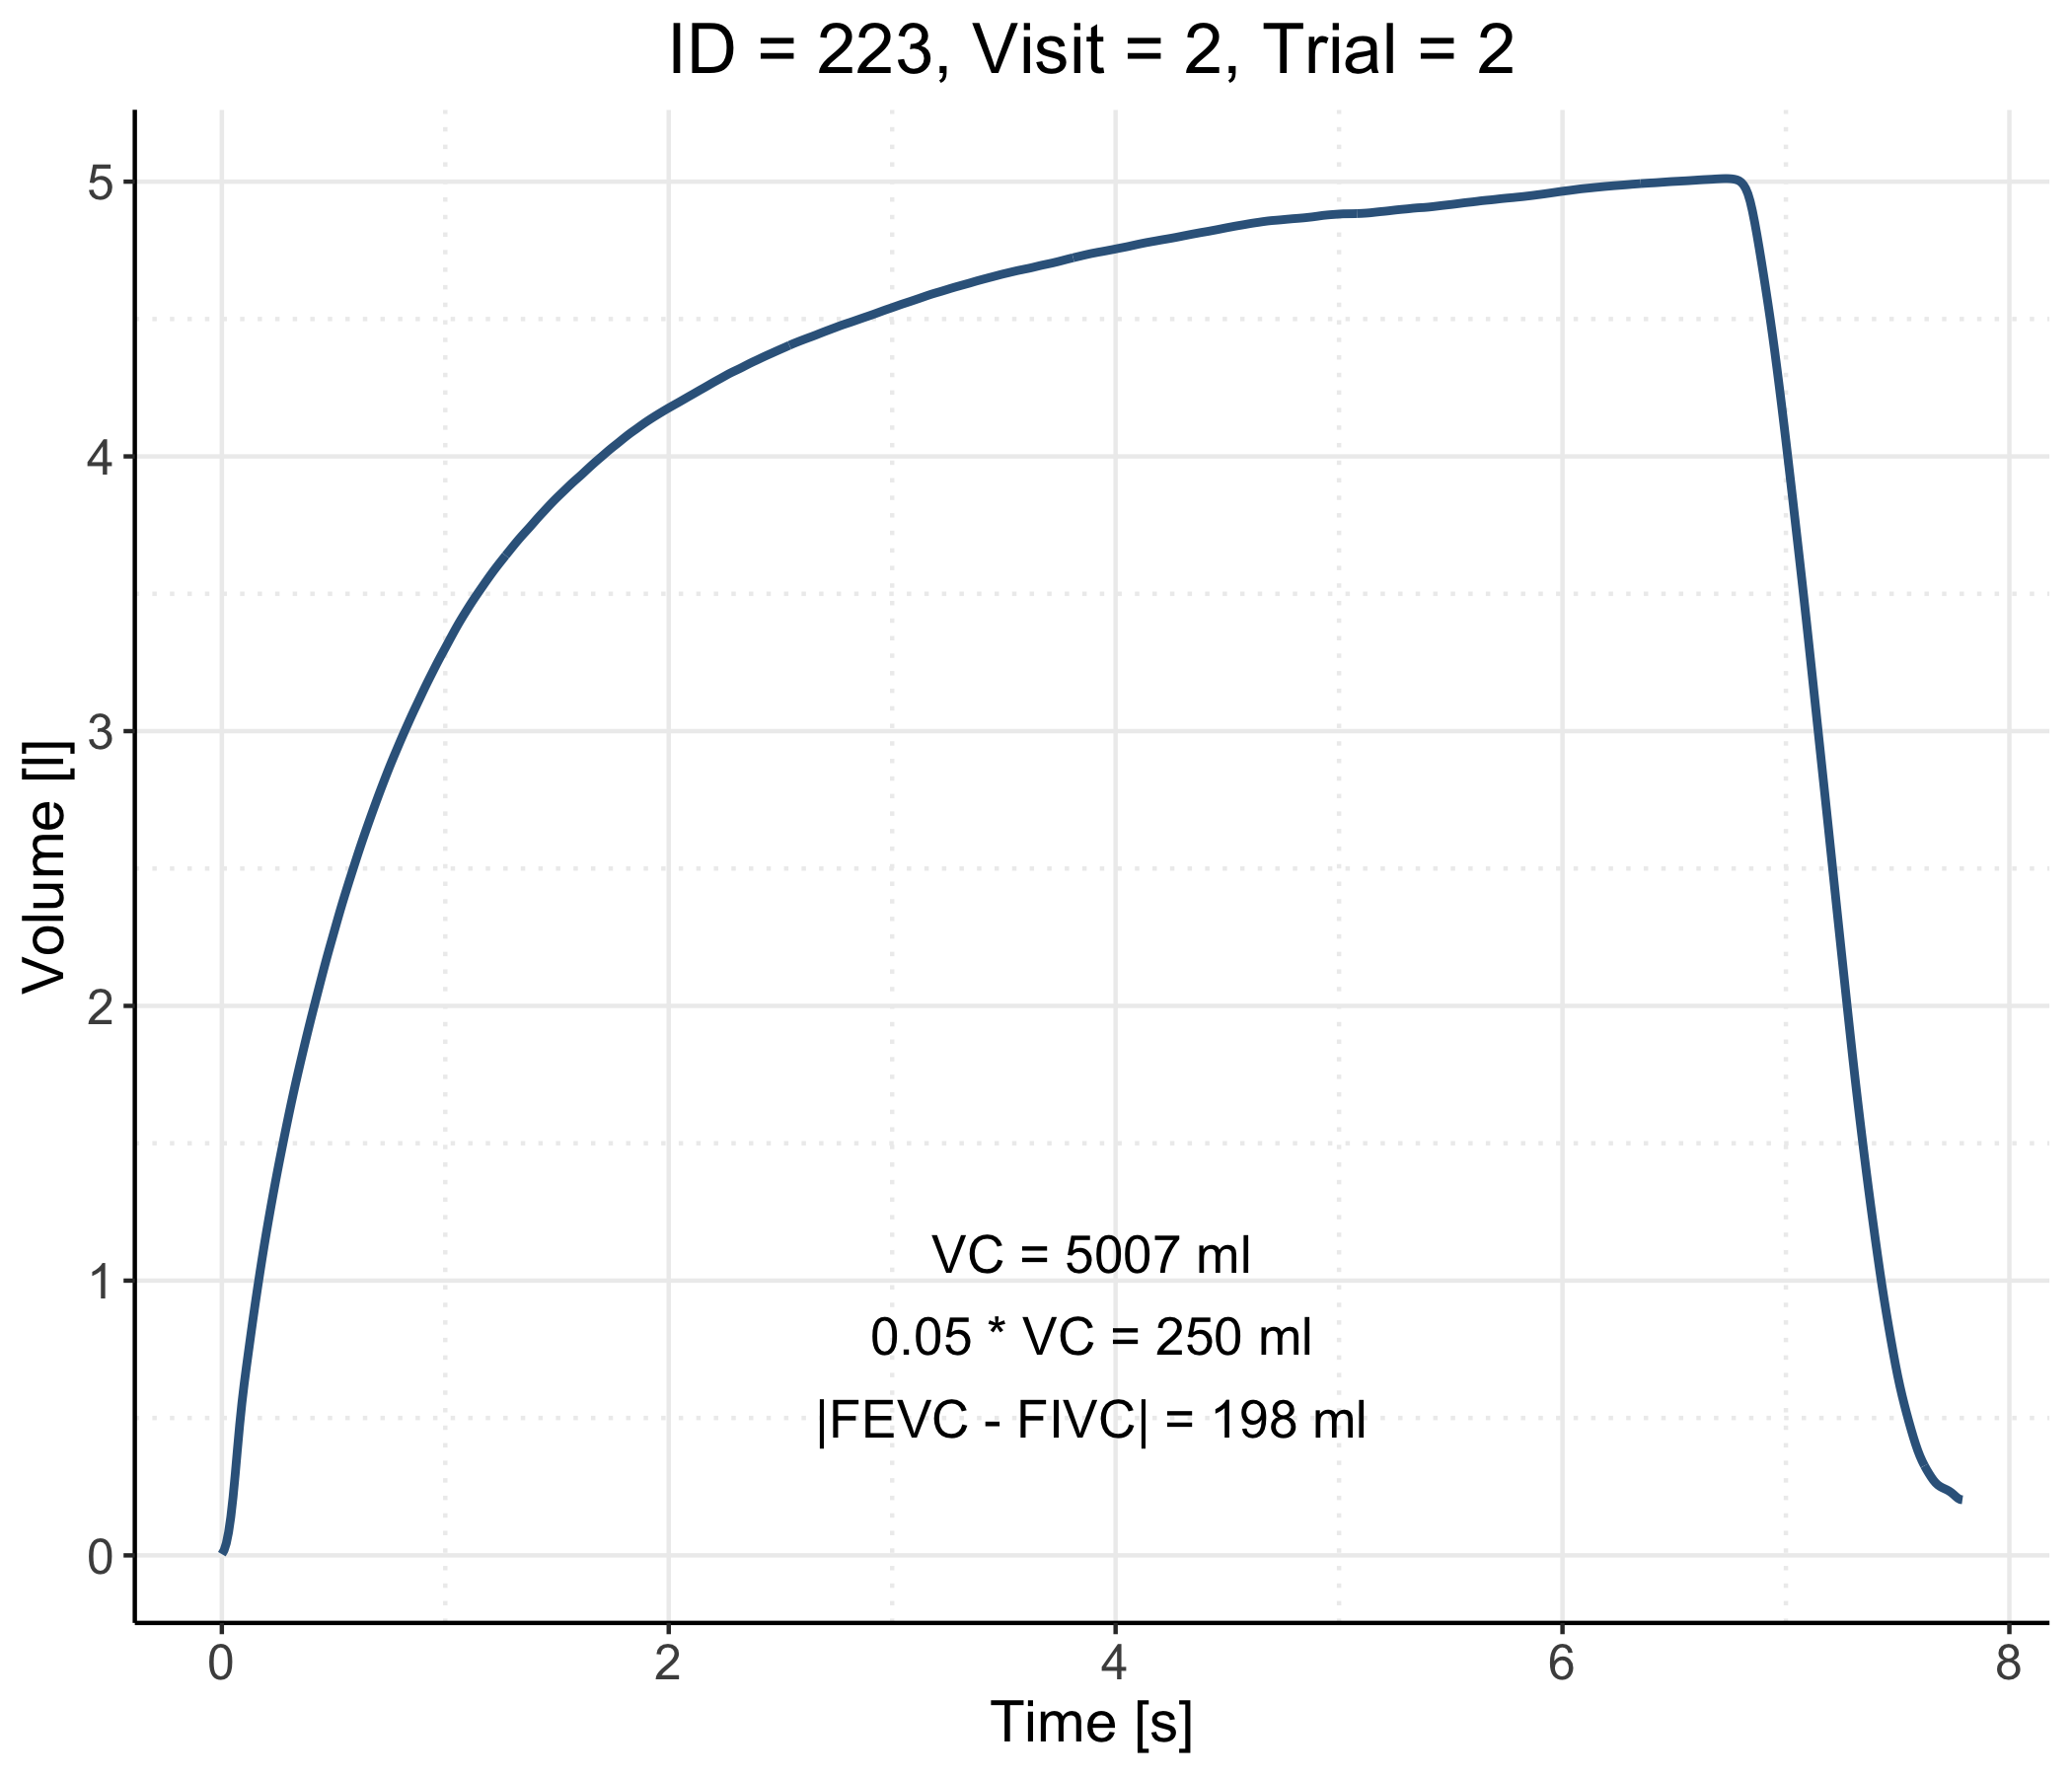 ID = 223, Visit = 2, Trial = 2
5
4
3
2
1
0
Volume [l]
VC = 5007 ml
0.05 * VC = 250 ml
|FEVC - FIVC| = 198 ml
0 2 4 6 8
Time [s]